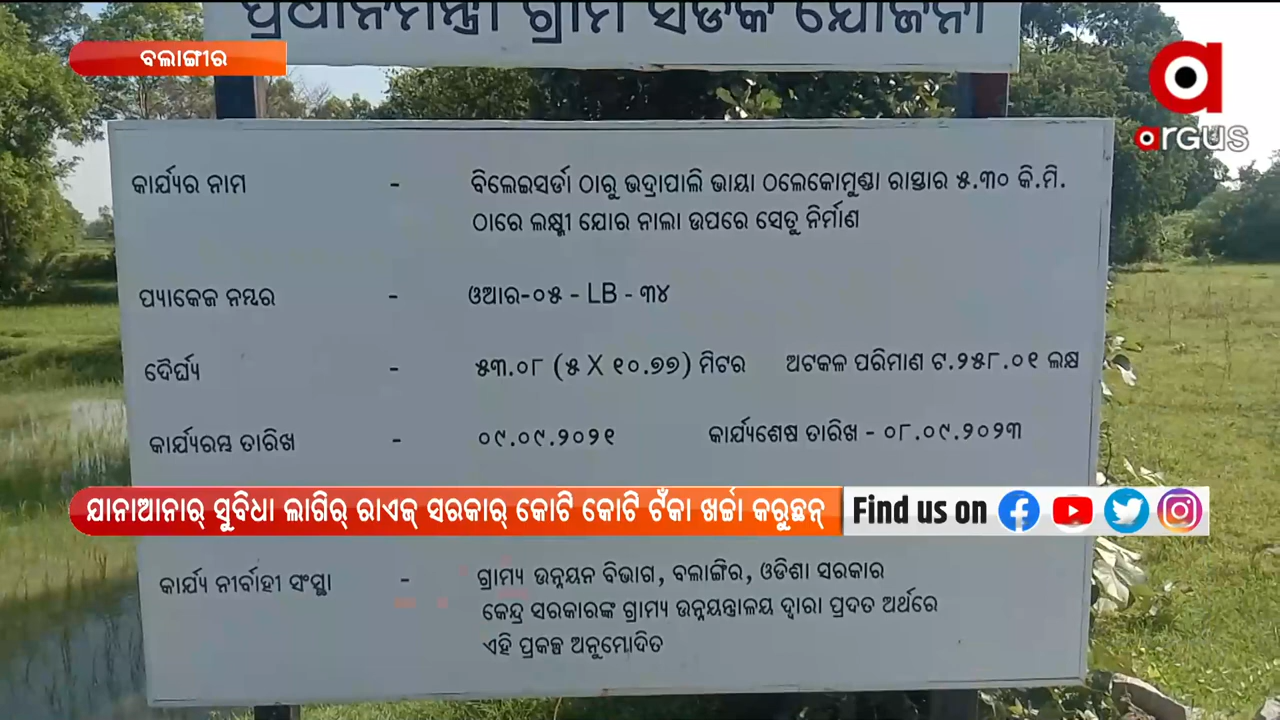 ପ୍ରଧାନମନ୍ତ୍ରୀ ଗ୍ରାମ ସଡକ ଯୋଜନା
ବଲାଙ୍ଗୀର
a
argus
କାର୍ଯ୍ୟର ନାମ - ବିଲେଇସର୍ଡା ଠାରୁ ଭଦ୍ରାପାଲି ଭାୟା ଠଲେକୋମୁଣ୍ଡା ରାସ୍ତାର ୫.୩୦ କି.ମି.
ଠାରେ ଲକ୍ଷ୍ମୀ ଯୋର ନାଲା ଉପରେ ସେତୁ ନିର୍ମାଣ
ପ୍ୟାକେଜ ନମ୍ବର - ଓଆର-୦୫ - LB - ୩୪
ଦୈର୍ଘ୍ୟ - ୫୩.୦୮ (୫ X ୧୦.୭୭) ମିଟର ଅଟକଳ ପରିମାଣ ଟ.୨୫୮.୦୧ ଲକ୍ଷ
କାର୍ଯ୍ୟରମ୍ଭ ତାରିଖ - ୦୯.୦୯.୨୦୨୧ କାର୍ଯ୍ୟଶେଷ ତାରିଖ - ୦୮.୦୯.୨୦୨୩
ଯାନାଆନାର୍ ସୁବିଧା ଲାଗିର୍ ରାଏଜ୍ ସରକାର୍ କୋଟି କୋଟି ଟଁକା ଖର୍ଚ୍ଚା କରୁଛନ୍ Find us on
କାର୍ଯ୍ୟ ନୀର୍ବାହୀ ସଂସ୍ଥା - ଗ୍ରାମ୍ୟ ଉନ୍ନୟନ ବିଭାଗ, ବଲାଙ୍ଗିର, ଓଡିଶା ସରକାର
କେନ୍ଦ୍ର ସରକାରଙ୍କ ଗ୍ରାମ୍ୟ ଉନ୍ନୟନ୍ତ୍ରାଳୟ ଦ୍ୱାରା ପ୍ରଦତ ଅର୍ଥରେ
ଏହି ପ୍ରକଳ୍ପ ଅନୁମୋଦିତ